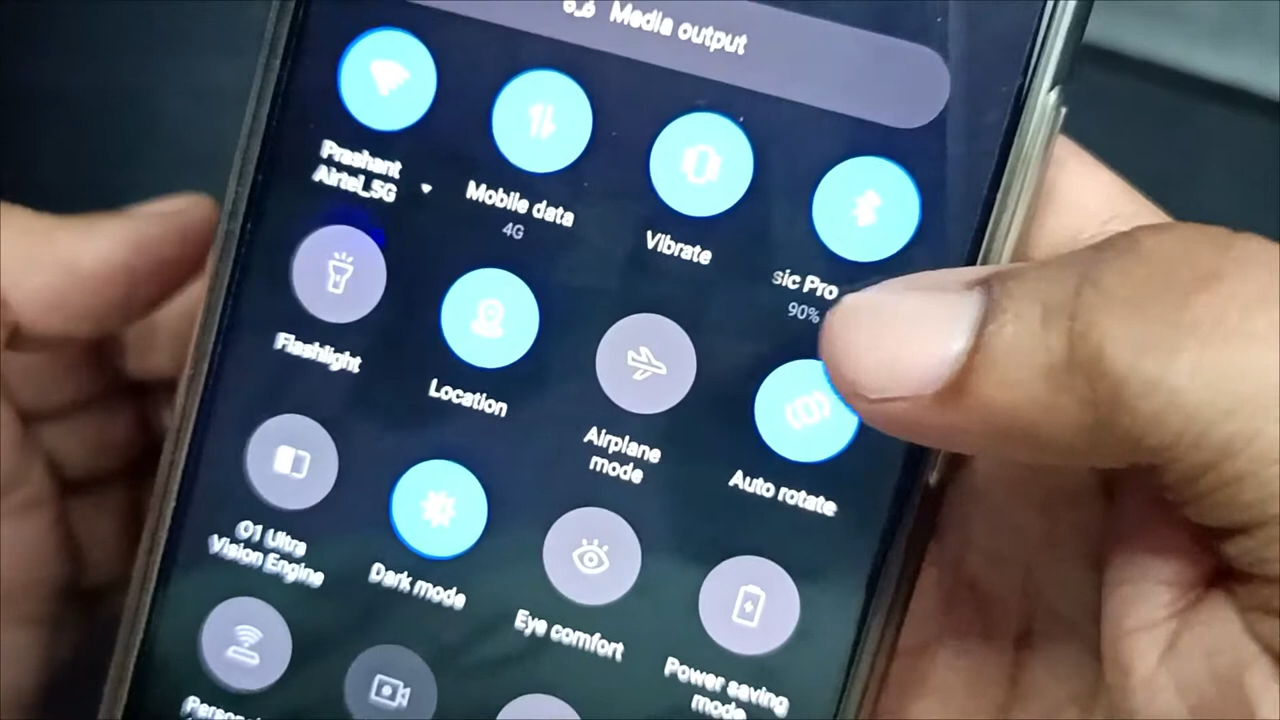 Media output
Prashant
Airtel_5G
Mobile data
4G
Vibrate
sic Pro
90%
Flashlight
Location
Airplane
mode
Auto rotate
O1 Ultra
Vision Engine
Dark mode
Eye comfort
Power saving
mode
Person